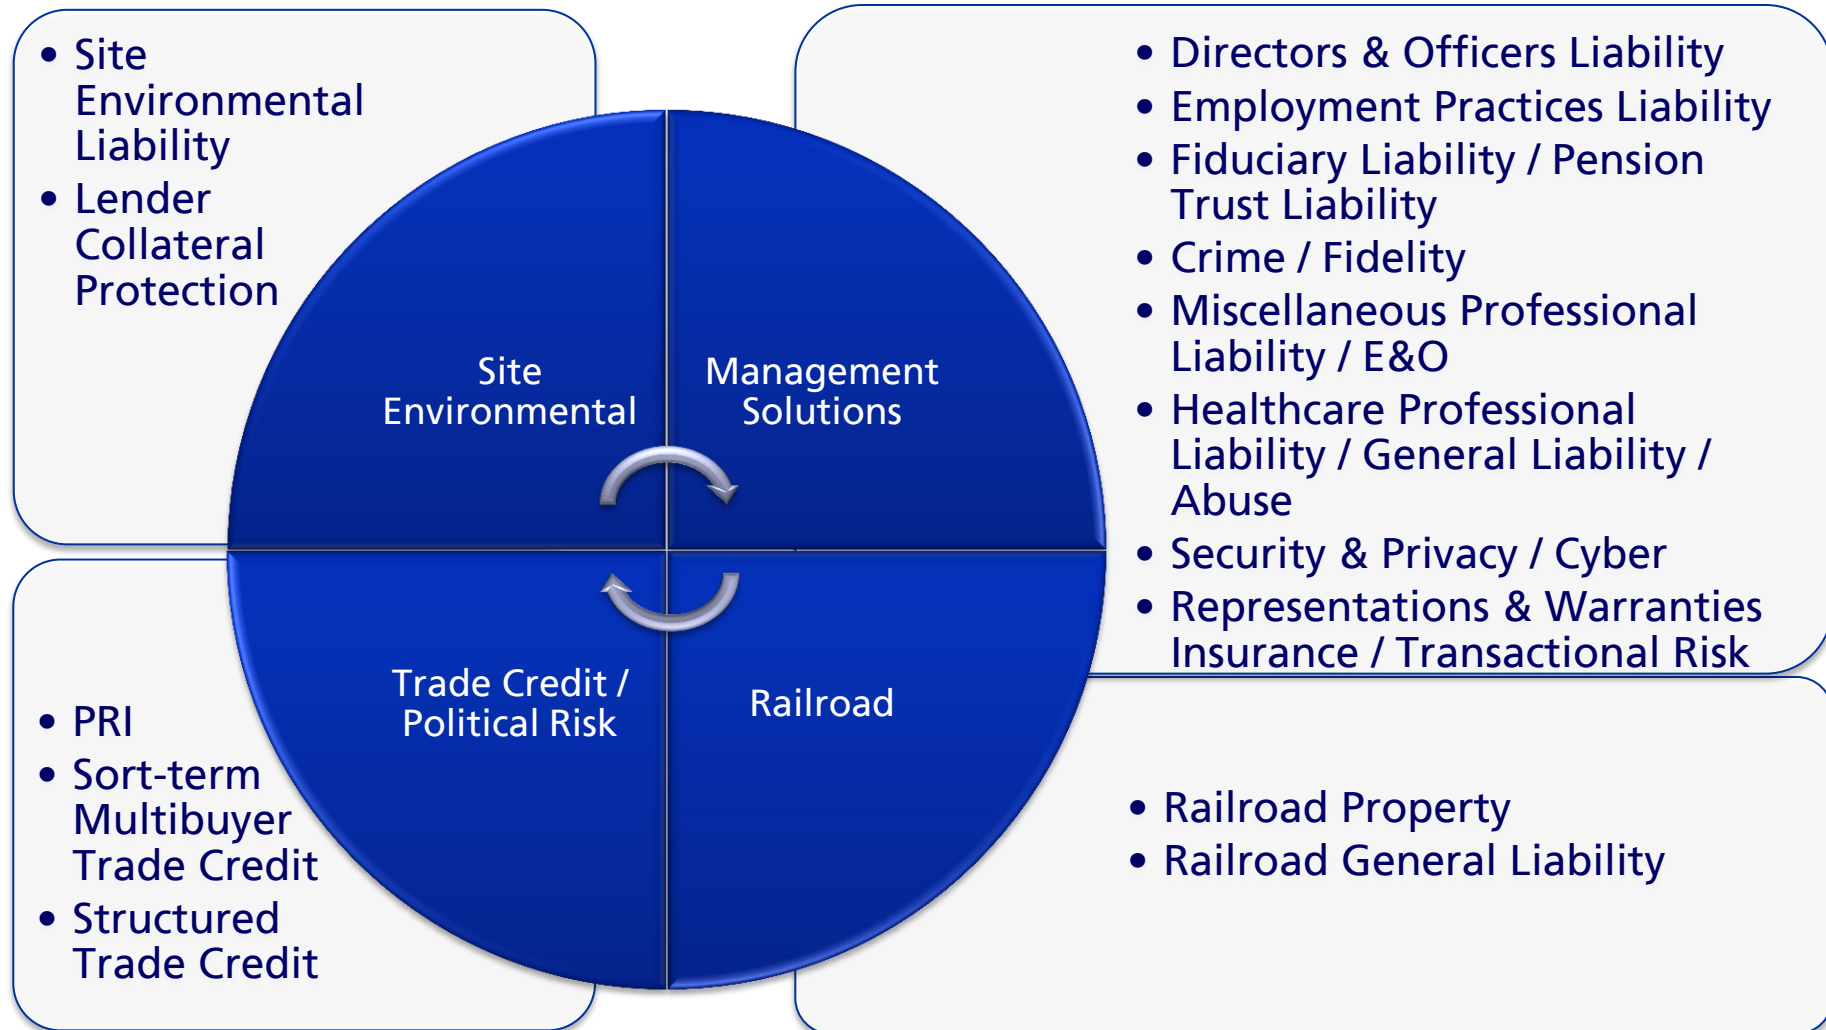 • Site
Environmental
Liability
• Lender
Collateral
Protection
• Directors & Officers Liability
• Employment Practices Liability
• Fiduciary Liability / Pension
Trust Liability
• Crime / Fidelity
• Miscellaneous Professional
Liability / E&O
• Healthcare Professional
Liability / General Liability /
Abuse
• Security & Privacy / Cyber
• Representations & Warranties
Insurance / Transactional Risk
Site
Environmental
Management
Solutions
Trade Credit /
Political Risk
Railroad
• PRI
• Sort-term
Multibuyer
Trade Credit
• Structured
Trade Credit
• Railroad Property
• Railroad General Liability